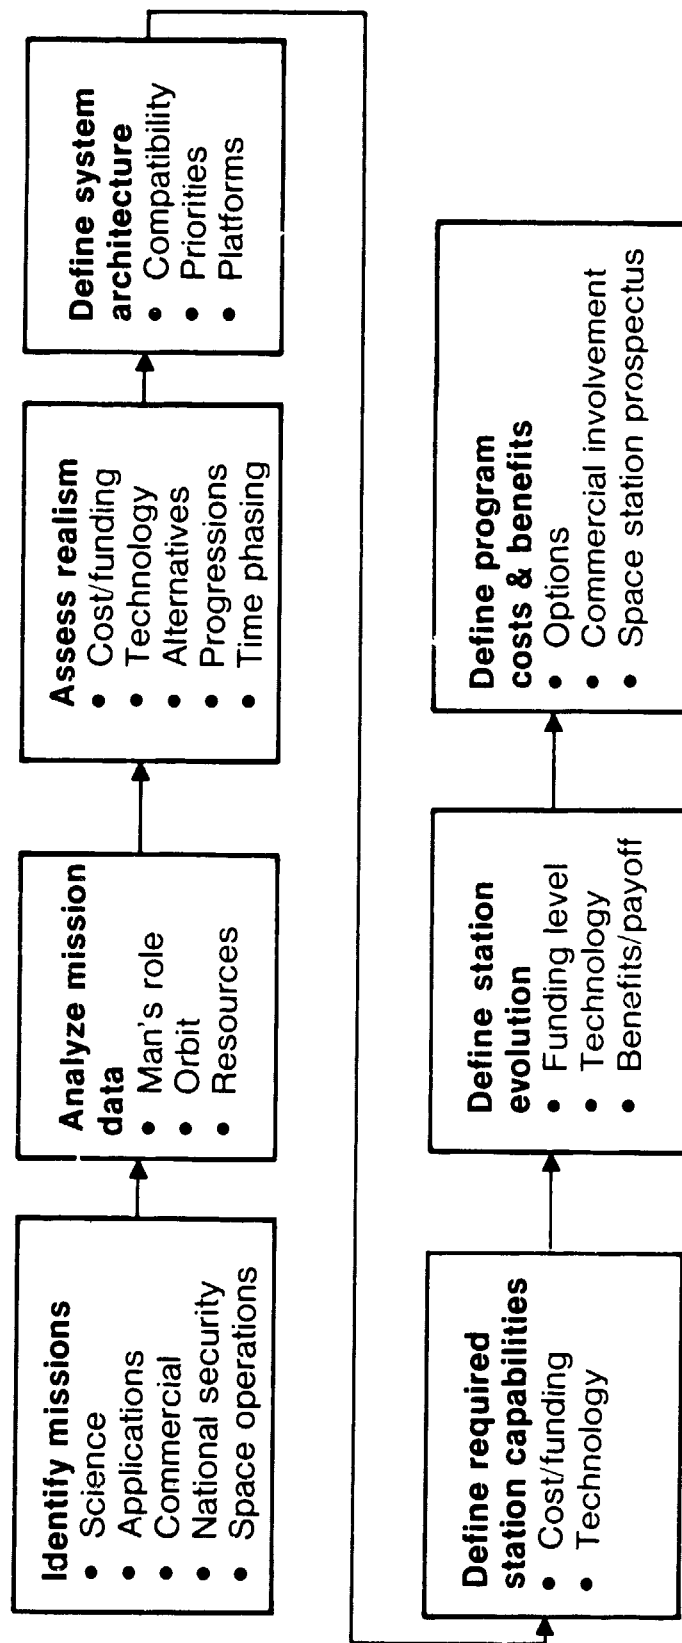 Identify missions
• Science
• Applications
• Commercial
• National security
• Space operations
Analyze mission
data
• Man's role
• Orbit
• Resources
Assess realism
• Cost/funding
• Technology
• Alternatives
• Progressions
• Time phasing
Define system
architecture
• Compatibility
• Priorities
• Platforms
Define required
station capabilities
• Cost/funding
• Technology
Define station
evolution
• Funding level
• Technology
• Benefits/payoff
Define program
costs & benefits
• Options
• Commercial involvement
• Space station prospectus